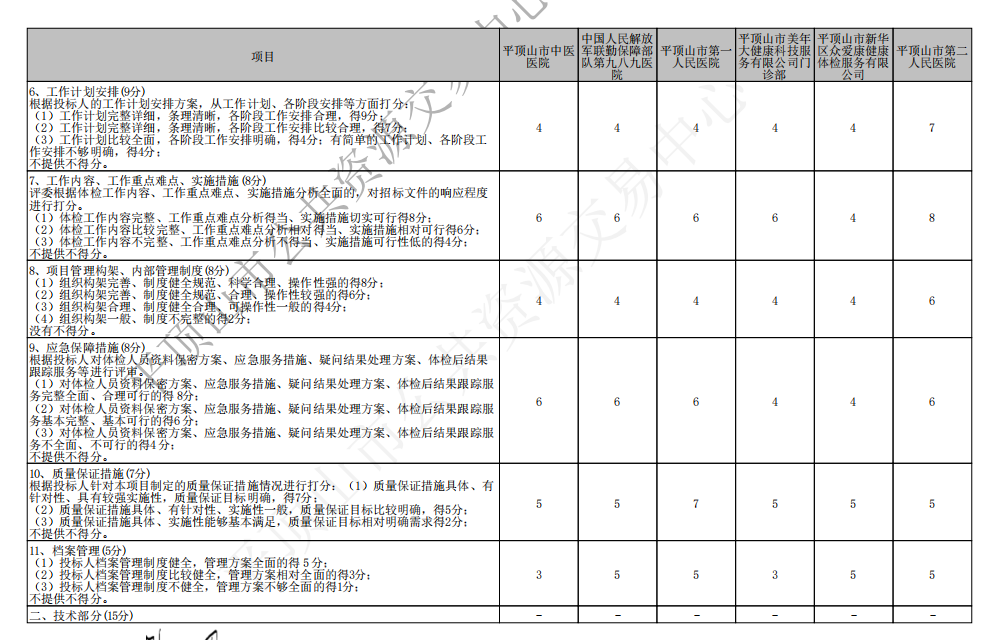 项目
平顶山市中医
医院
中国人民解放
军联勤保障部
队第九八九医
院
平顶山市第一
人民医院
平顶山市美年
大健康科技服
务有限公司门
诊部
平顶山市新华
区众爱康健康
体检服务有限
公司
平顶山市第二
人民医院
6、工作计划安排(9分)
根据投标人的工作计划安排方案，从工作计划、各阶段安排等方面打分：
（1）工作计划完整详细，条理清晰，各阶段工作安排合理，得9分；
（2）工作计划完整详细，条理清晰，各阶段工作安排比较合理，得7分；
（3）工作计划比较全面，各阶段工作安排明确，得4分；有简单的工作计划、各阶段工
作安排不够明确，得4分；
不提供不得分。
4 4 4 4 4 7
7、工作内容、工作重点难点、实施措施(8分)
评委根据体检工作内容、工作重点难点、实施措施分析全面的，对招标文件的响应程度
进行打分。
（1）体检工作内容完整、工作重点难点分析得当、实施措施切实可行得8分；
（2）体检工作内容比较完整、工作重点难点分析相对得当、实施措施相对可行得6分；
（3）体检工作内容不完整、工作重点难点分析不得当、实施措施可行性低的得4分；
不提供不得分。
6 6 6 6 4 8
8、项目管理构架、内部管理制度(8分)
（1）组织构架完善、制度健全规范、科学合理、操作性强的得8分；
（2）组织构架完善、制度健全规范、合理、操作性较强的得6分；
（3）组织构架合理、制度健全合理、可操作性一般的得4分；
（4）组织构架一般、制度不完整的得2分；
没有不得分。
4 4 4 4 4 6
9、应急保障措施(8分)
根据投标人对体检人员资料保密方案、应急服务措施、疑问结果处理方案、体检后结果
跟踪服务等进行评审。
（1）对体检人员资料保密方案、应急服务措施、疑问结果处理方案、体检后结果跟踪服
务完整全面、合理可行的得 8分；
（2）对体检人员资料保密方案、应急服务措施、疑问结果处理方案、体检后结果跟踪服
务基本完整、基本可行的得6 分；
（3）对体检人员资料保密方案、应急服务措施、疑问结果处理方案、体检后结果跟踪服
务不全面、不可行的得4 分；
不提供不得分。
6 6 6 4 4 6
10、质量保证措施(7分)
根据投标人针对本项目制定的质量保证措施情况进行打分：（1）质量保证措施具体、有
针对性、具有较强实施性，质量保证目标明确，得7分；
（2）质量保证措施具体、有针对性、实施性一般，质量保证目标比较明确，得5分；
（3）质量保证措施具体、实施性能够基本满足，质量保证目标相对明确需求得2分；
不提供不得分。
5 5 7 5 5 5
11、档案管理(5分)
（1）投标人档案管理制度健全，管理方案全面的得 5 分；
（2）投标人档案管理制度比较健全，管理方案相对全面的得3分；
（3）投标人档案管理制度不健全，管理方案不够全面的得1分；
不提供不得分。
3 5 5 3 5 5
二、技术部分(15分)
– – – – – –
平顶山市公共资源交易中心
平顶山市公共资源交易中心